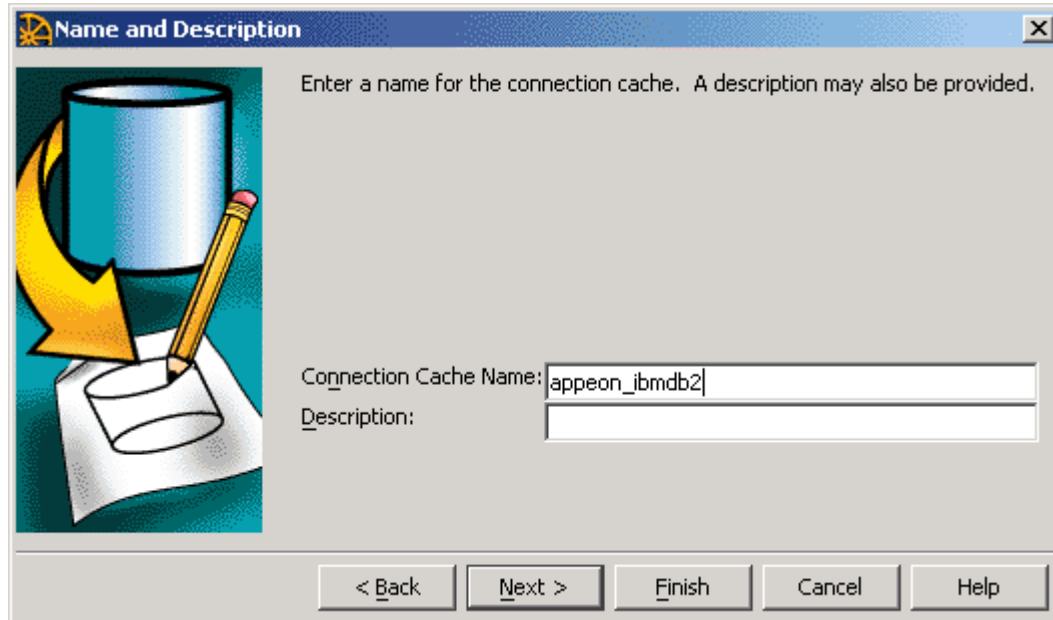 Name and Description
Enter a name for the connection cache. A description may also be provided.
Connection Cache Name: appeon_ibmdb2
Description:
< Back Next > Finish Cancel Help